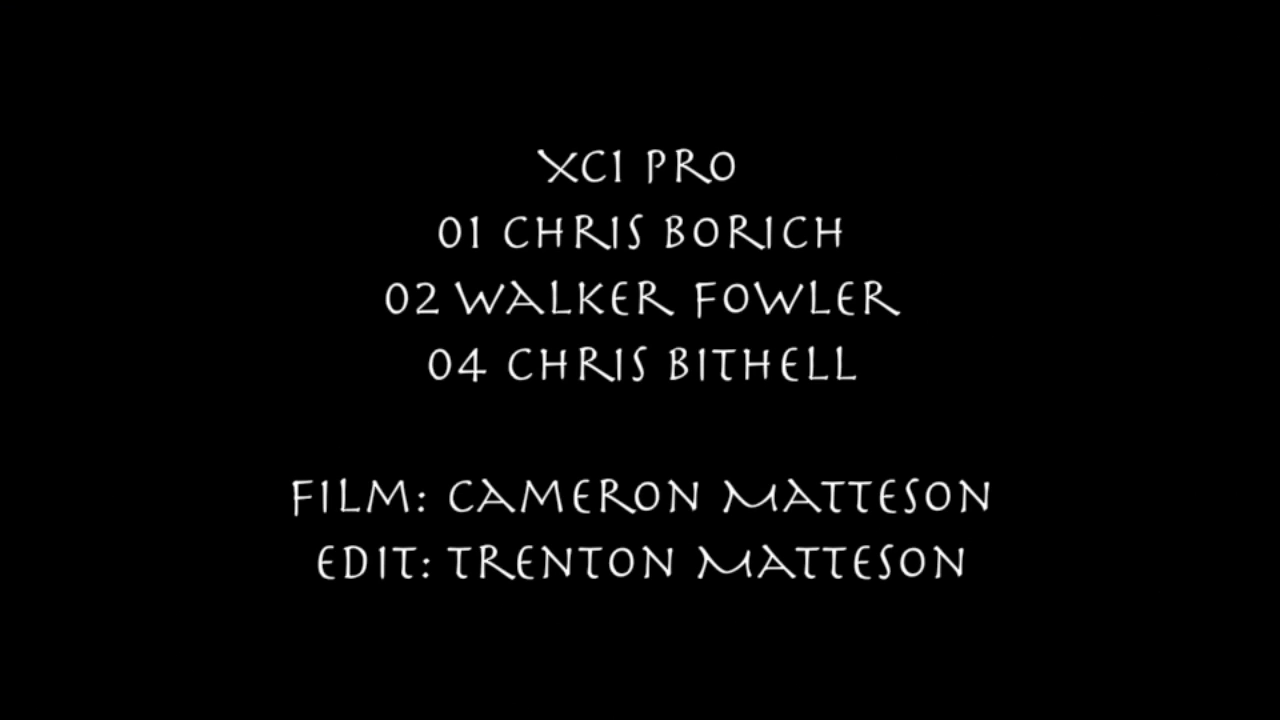 XC1 PRO
01 CHRIS BORICH
02 WALKER FOWLER
04 CHRIS BITHELL
FILM: CAMERON MATTESON
EDIT: TRENTON MATTESON